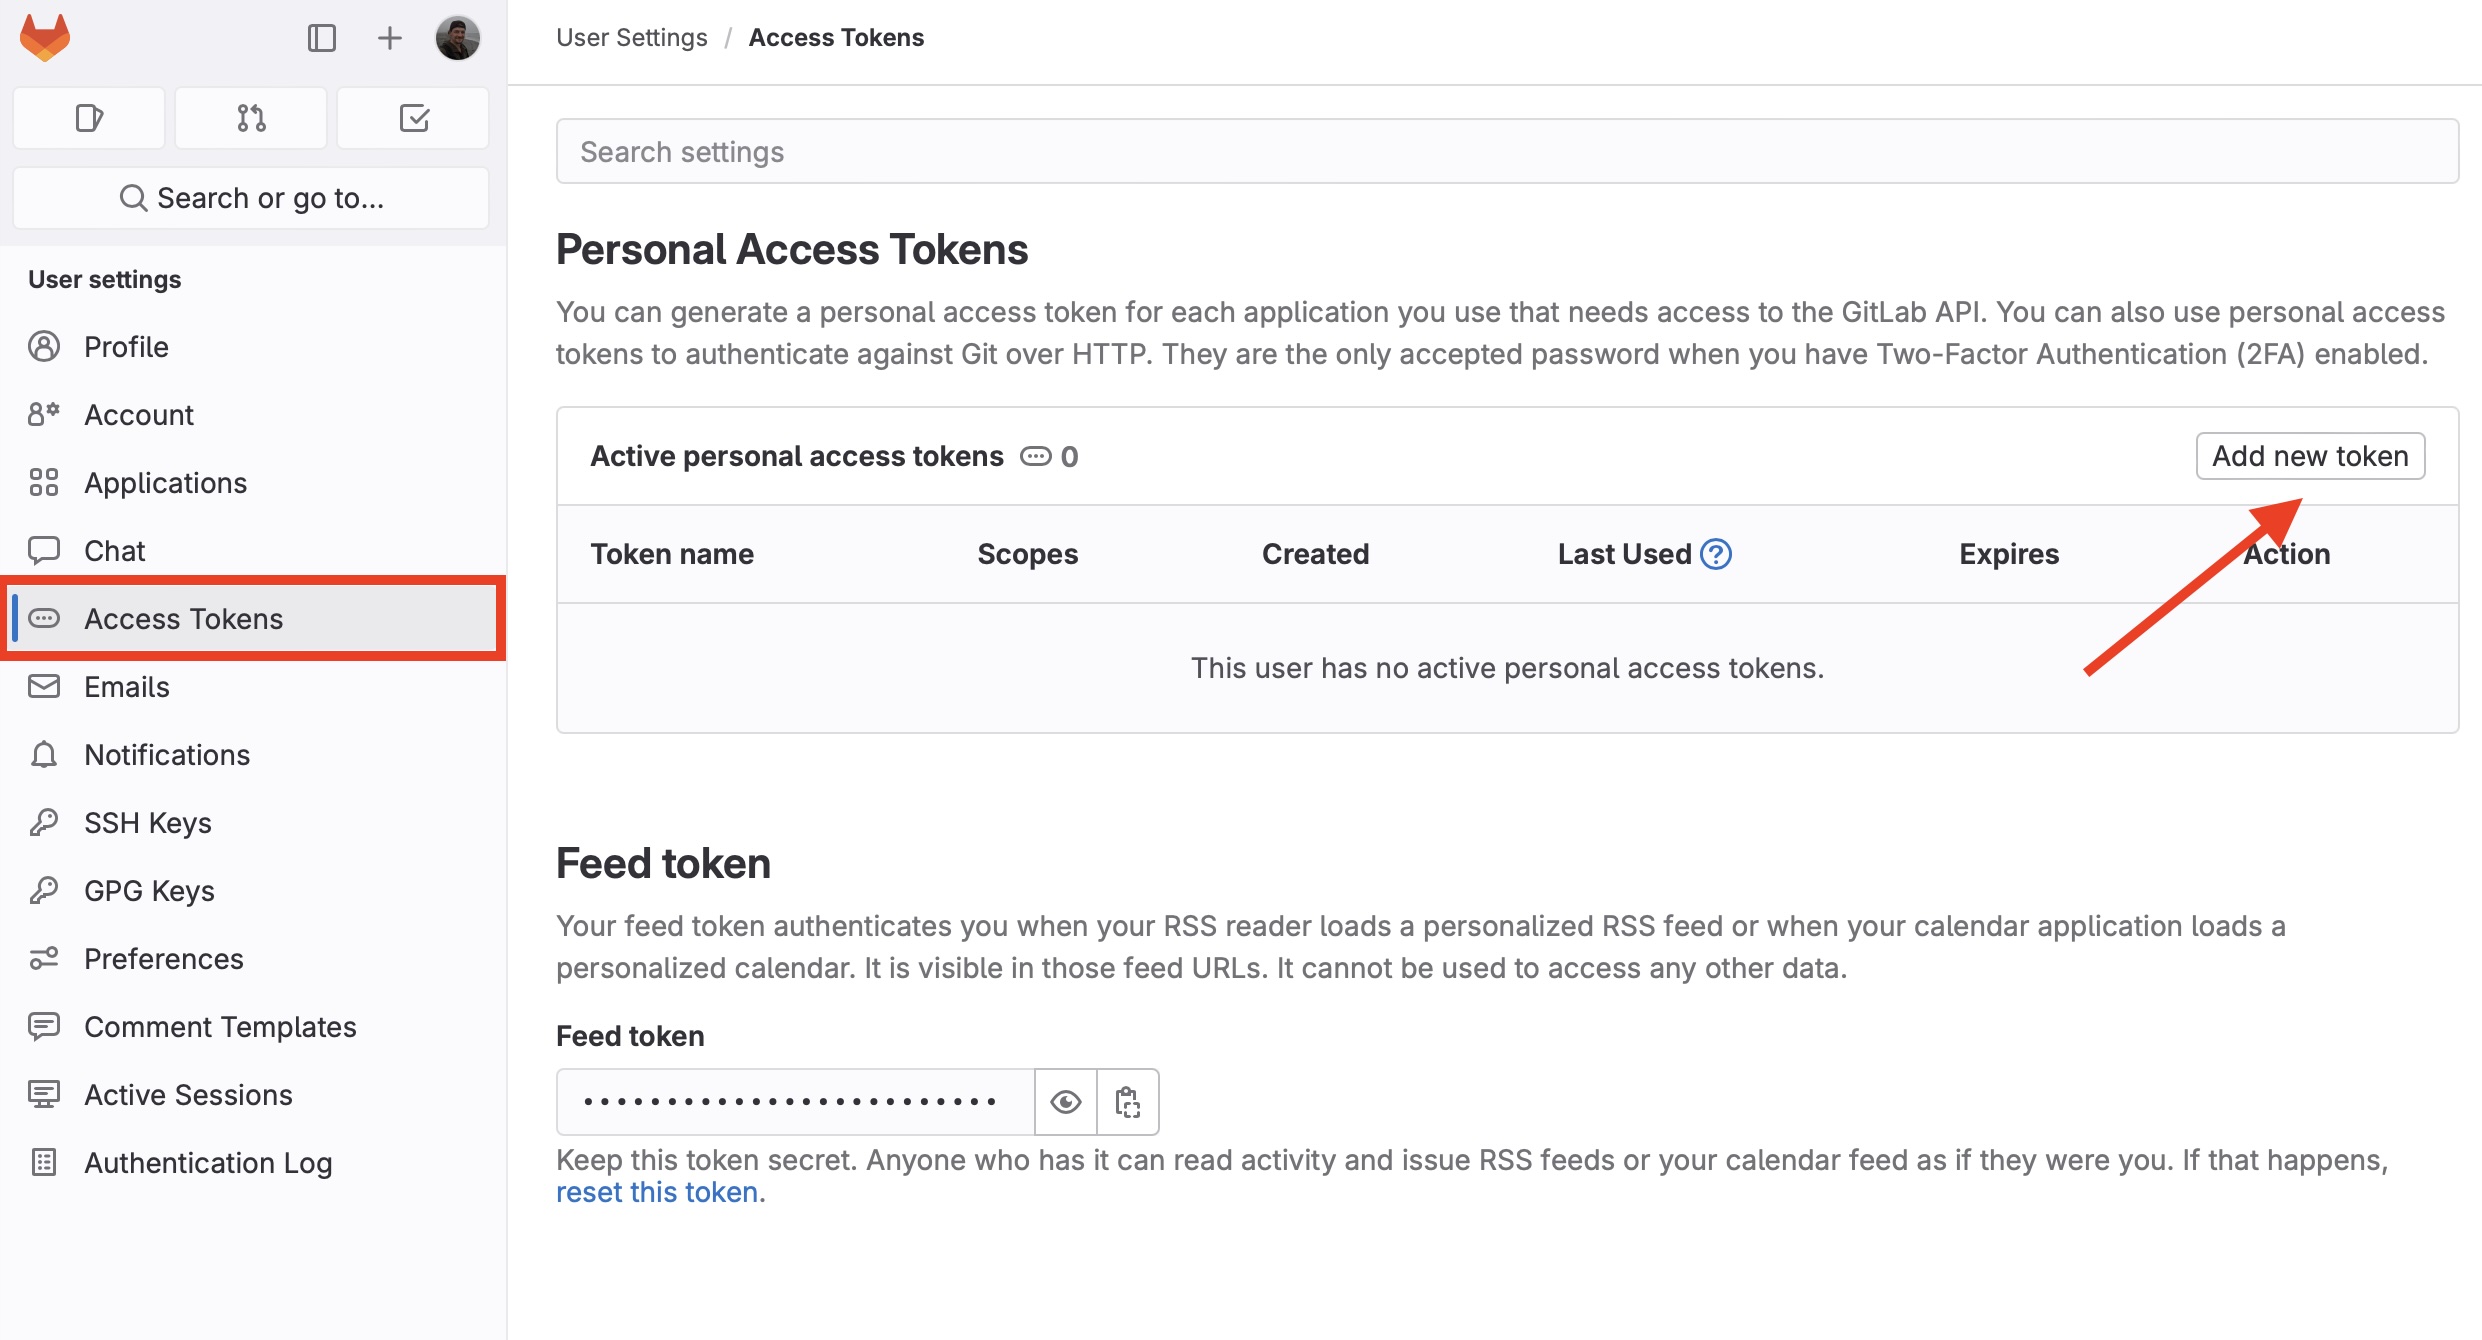 User Settings / Access Tokens
Search or go to...
User settings
Profile
Account
Applications
Chat
Access Tokens
Emails
Notifications
SSH Keys
GPG Keys
Preferences
Comment Templates
Active Sessions
Authentication Log
Search settings
Personal Access Tokens
You can generate a personal access token for each application you use that needs access to the GitLab API. You can also use personal access
tokens to authenticate against Git over HTTP. They are the only accepted password when you have Two-Factor Authentication (2FA) enabled.
Active personal access tokens 0
Add new token
Token name Scopes Created Last Used Expires Action
This user has no active personal access tokens.
Feed token
Your feed token authenticates you when your RSS reader loads a personalized RSS feed or when your calendar application loads a
personalized calendar. It is visible in those feed URLs. It cannot be used to access any other data.
Feed token
Keep this token secret. Anyone who has it can read activity and issue RSS feeds or your calendar feed as if they were you. If that happens,
reset this token.